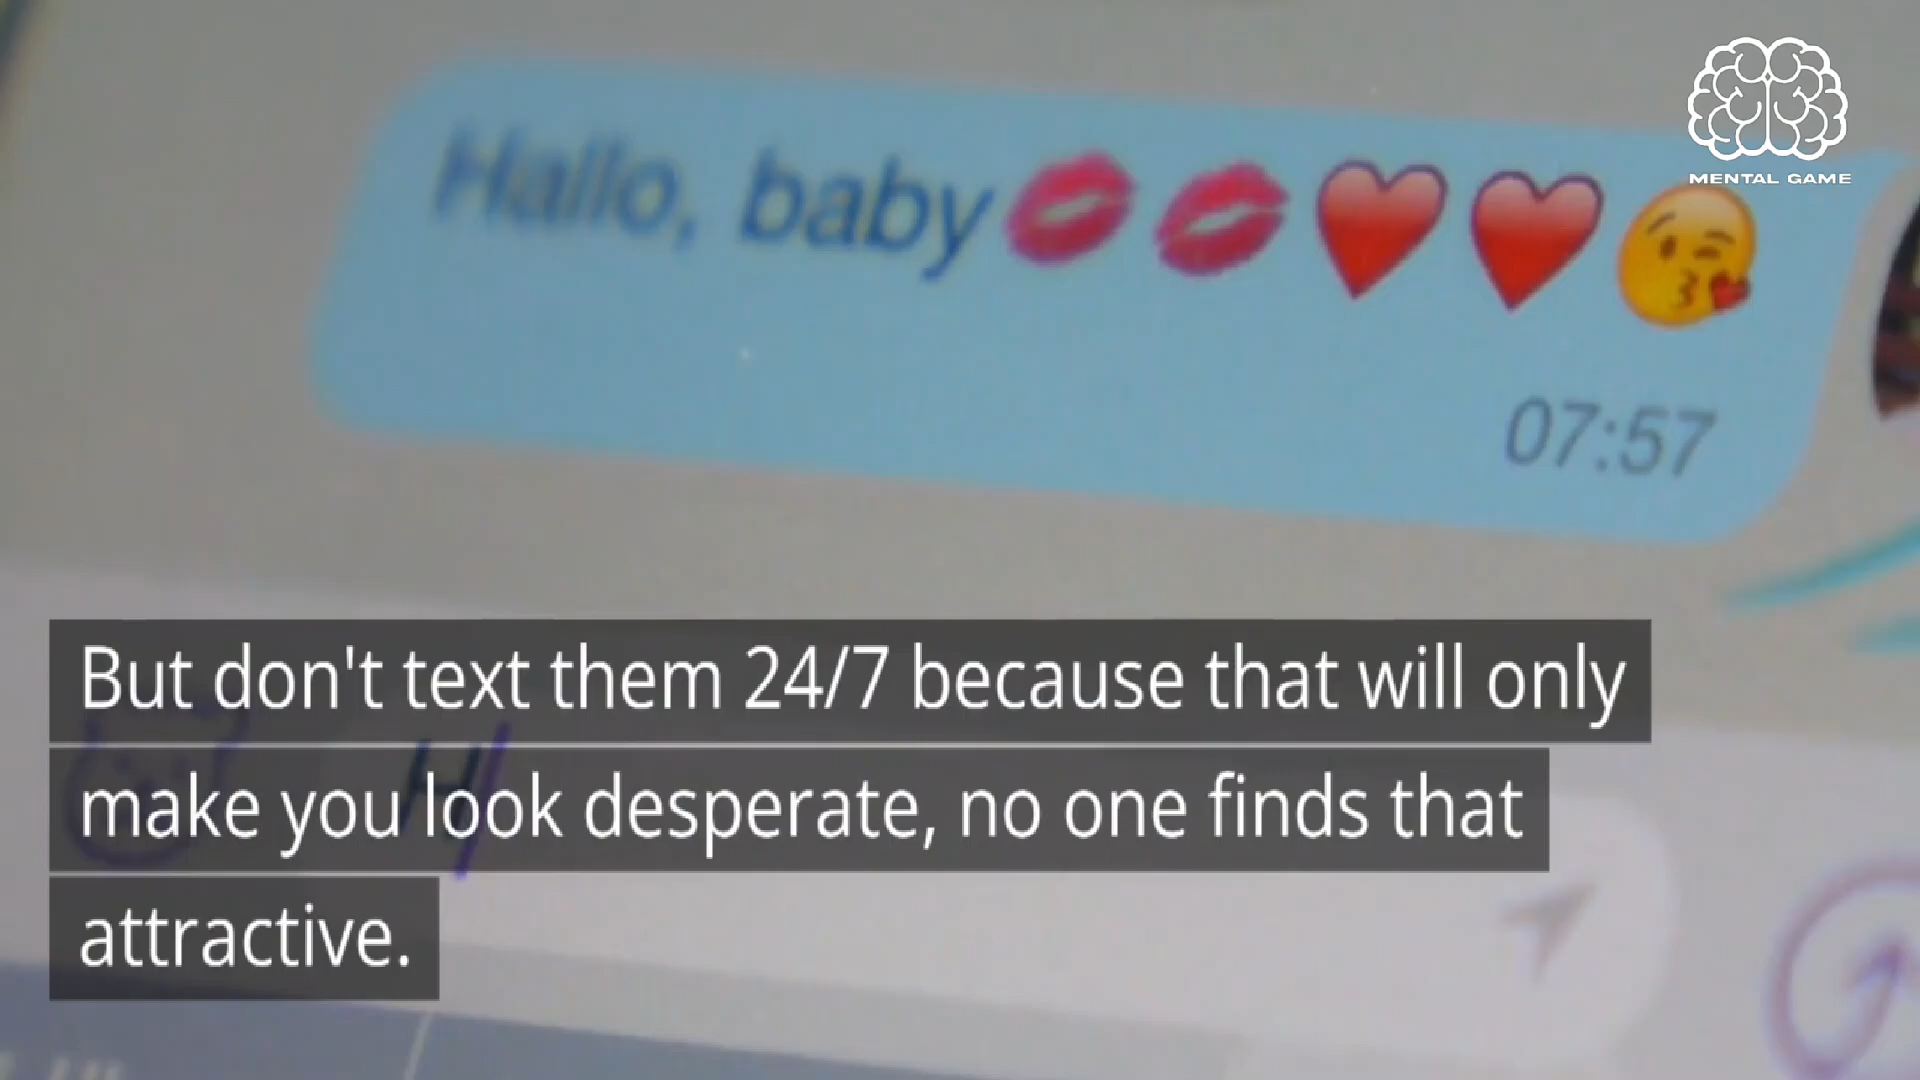 MENTAL GAME
Hallo, baby💋💋❤️❤️😘
07:57
But don't text them 24/7 because that will only
make you look desperate, no one finds that
attractive.
H